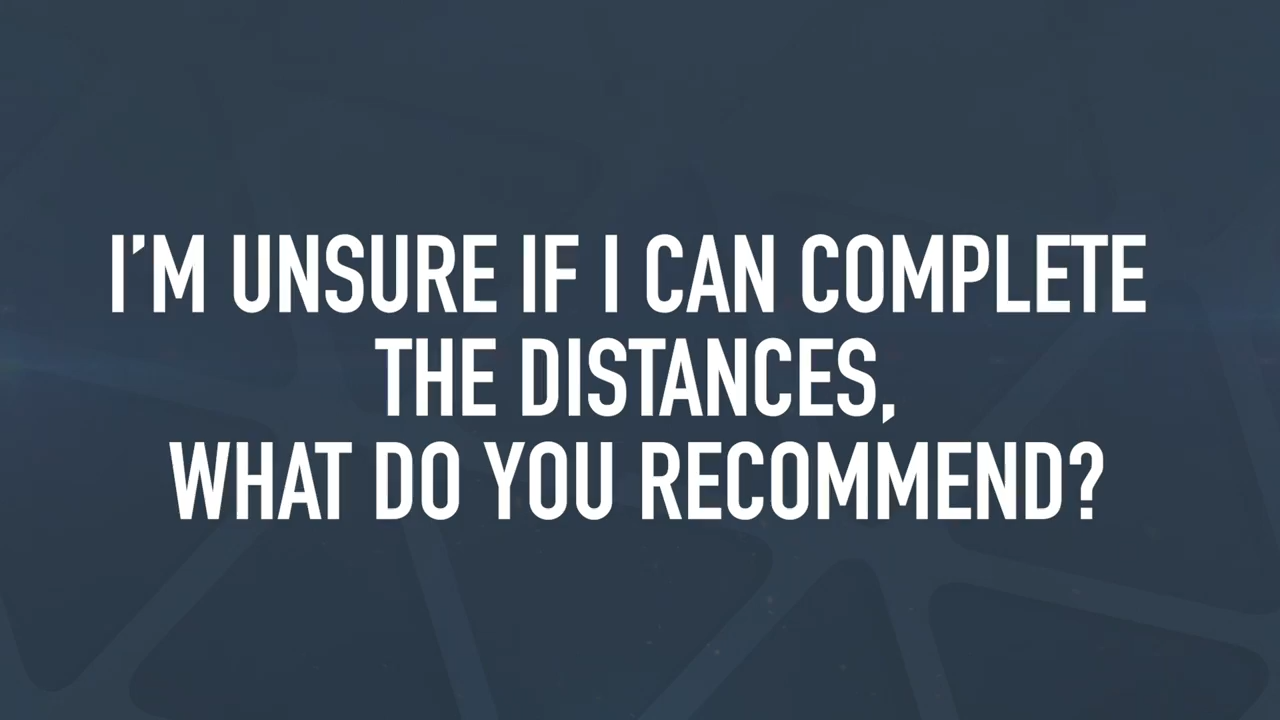 I'M UNSURE IF I CAN COMPLETE
THE DISTANCES,
WHAT DO YOU RECOMMEND?